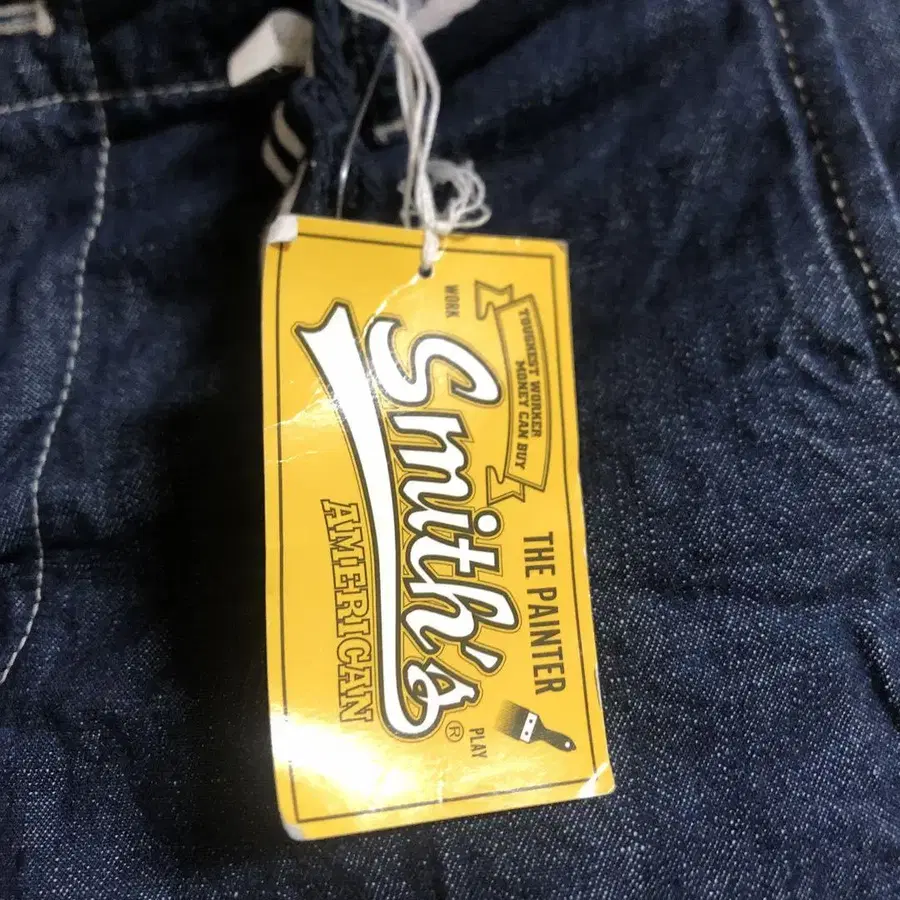 TOUGHEST WORKER
MONEY CAN BUY
THE PAINTER
WORK
Smith's®
PLAY
AMERICAN